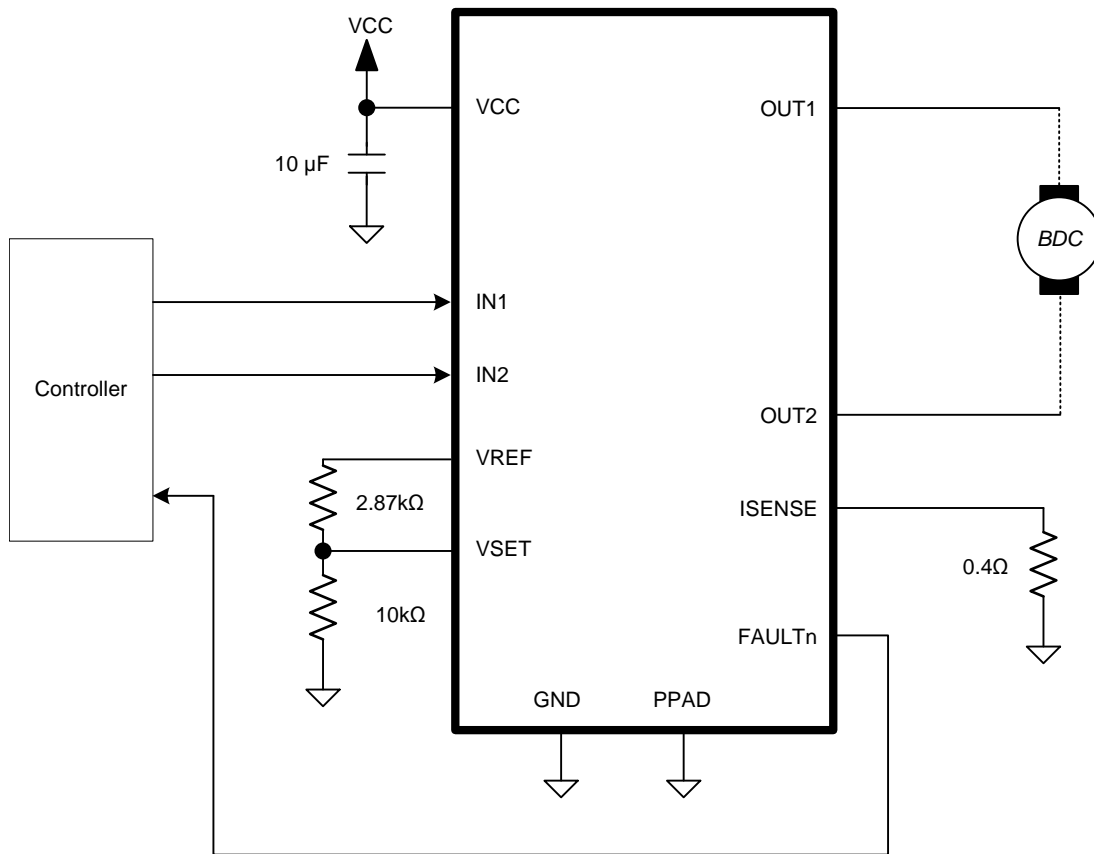 VCC
VCC
OUT1
10 µF
BDC
IN1
IN2
Controller
OUT2
VREF
2.87kΩ
ISENSE
VSET
0.4Ω
10kΩ
FAULTn
GND
PPAD